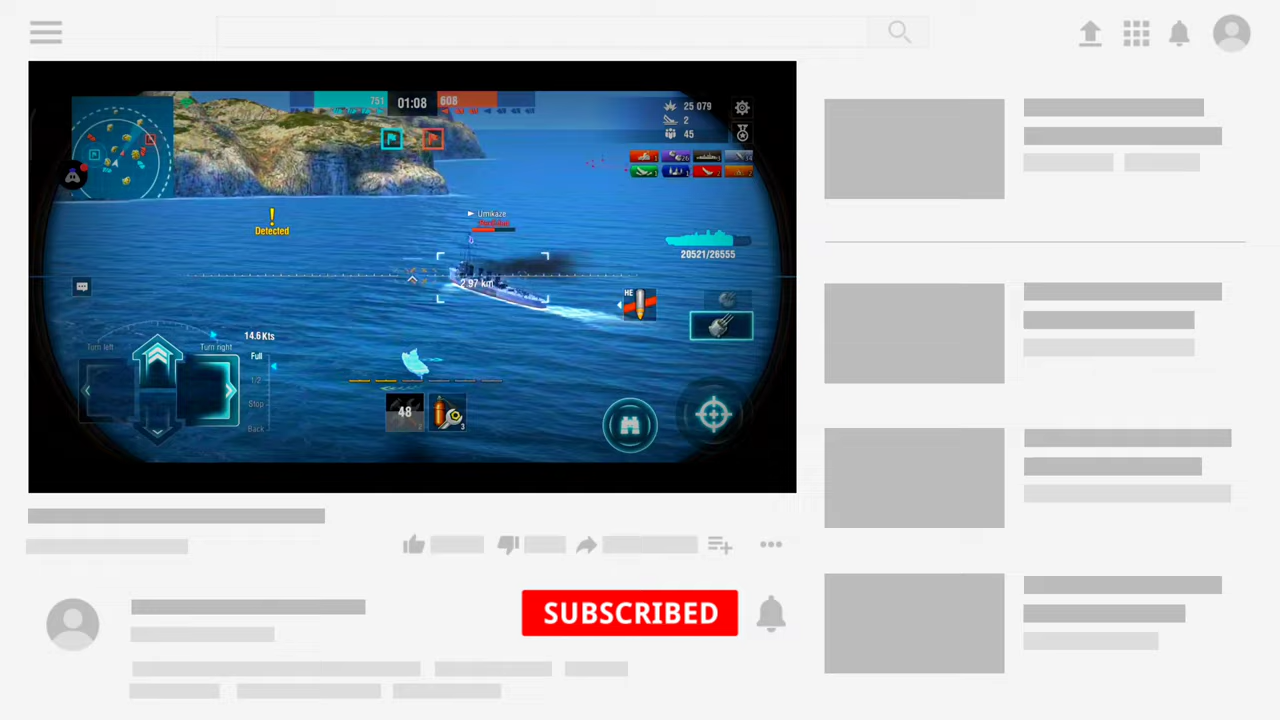 751 01:08 608
25 079
2
45
Umikaze
Detected
20521/26555
2.97 km
HE
14.6 Kts
Turn left
Turn right
Full
1/2
Stop
Back
48
3
SUBSCRIBED